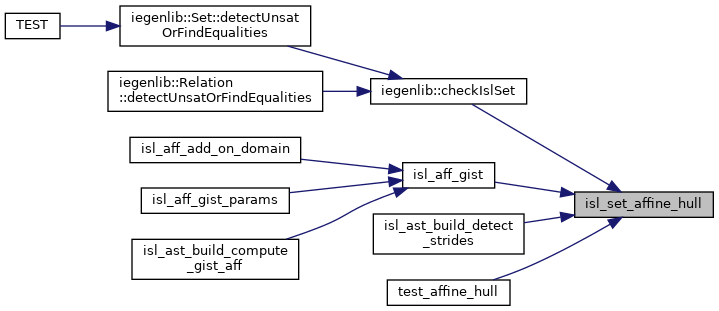 TEST
iegenlib::Set::detectUnsat
OrFindEqualities
iegenlib::Relation
::detectUnsatOrFindEqualities
iegenlib::checkIslSet
isl_aff_add_on_domain
isl_aff_gist
isl_aff_gist_params
isl_set_affine_hull
isl_ast_build_detect
_strides
isl_ast_build_compute
_gist_aff
test_affine_hull